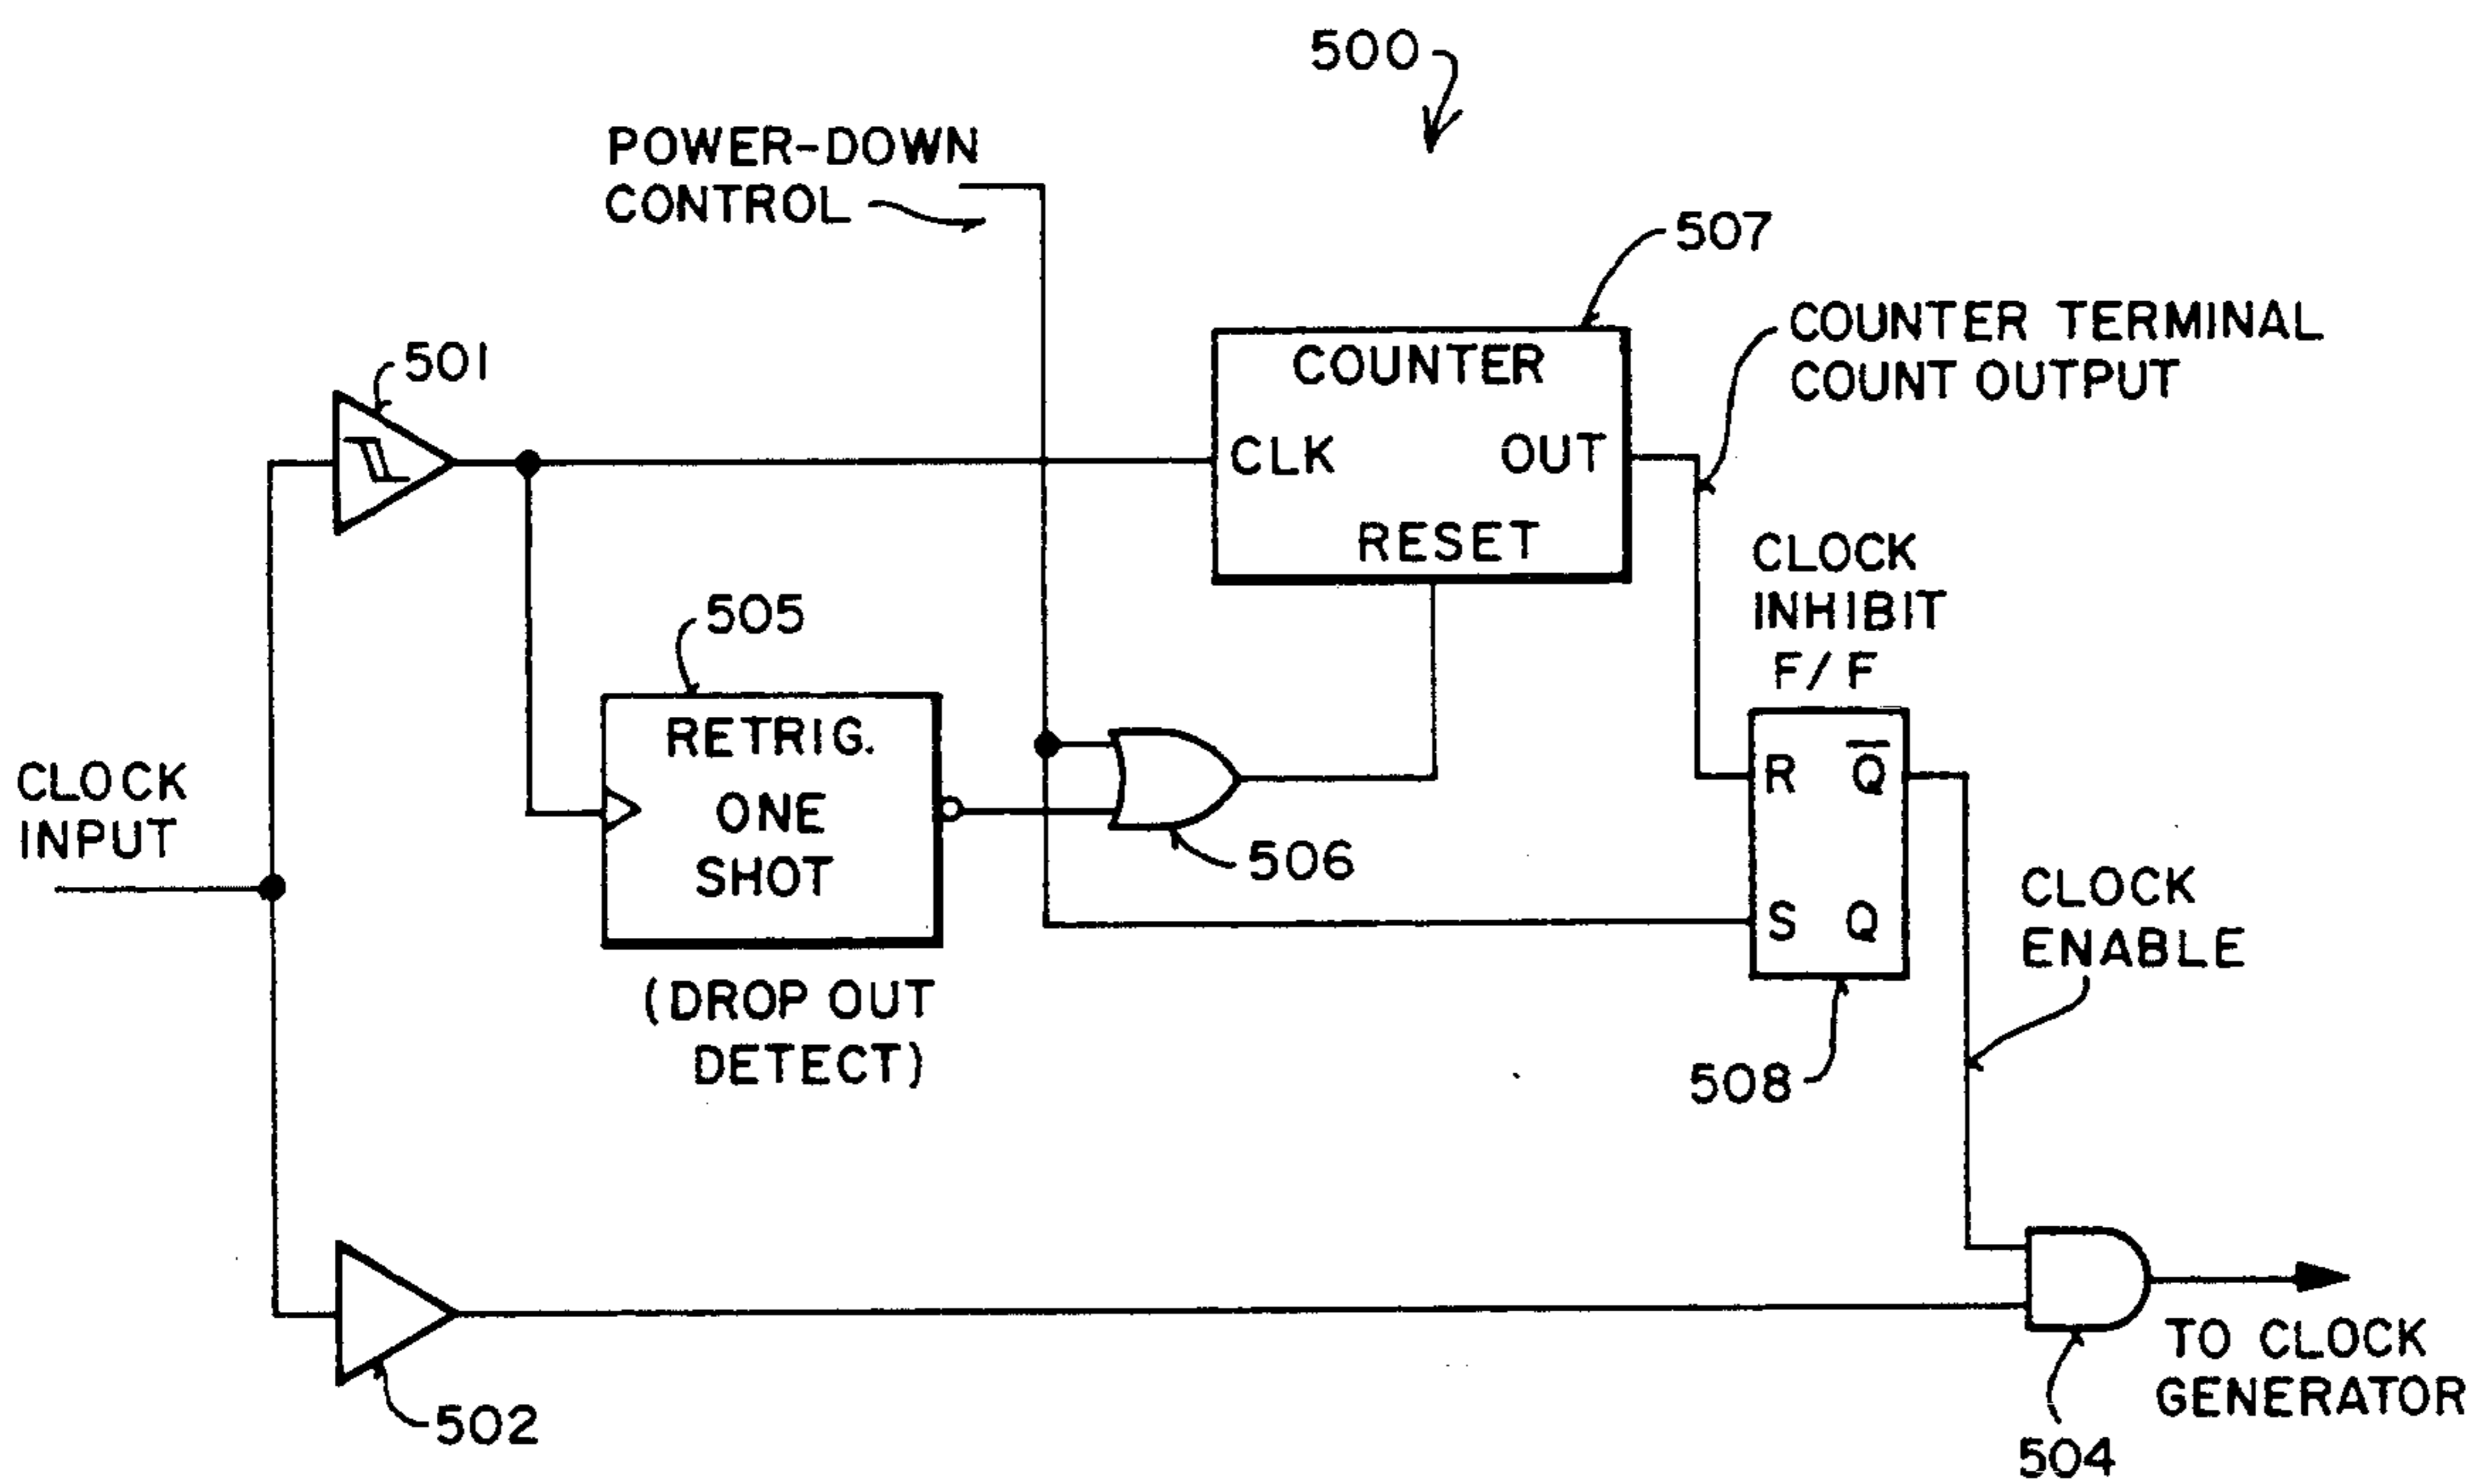 500
POWER-DOWN
CONTROL
507
COUNTER TERMINAL
COUNT OUTPUT
501
COUNTER
CLK OUT
RESET
CLOCK
INHIBIT
F/F
505
RETRIG.
ONE
SHOT
(DROP OUT
DETECT)
CLOCK
INPUT
506
R Q̅
S Q
CLOCK
ENABLE
508
502
TO CLOCK
GENERATOR
504